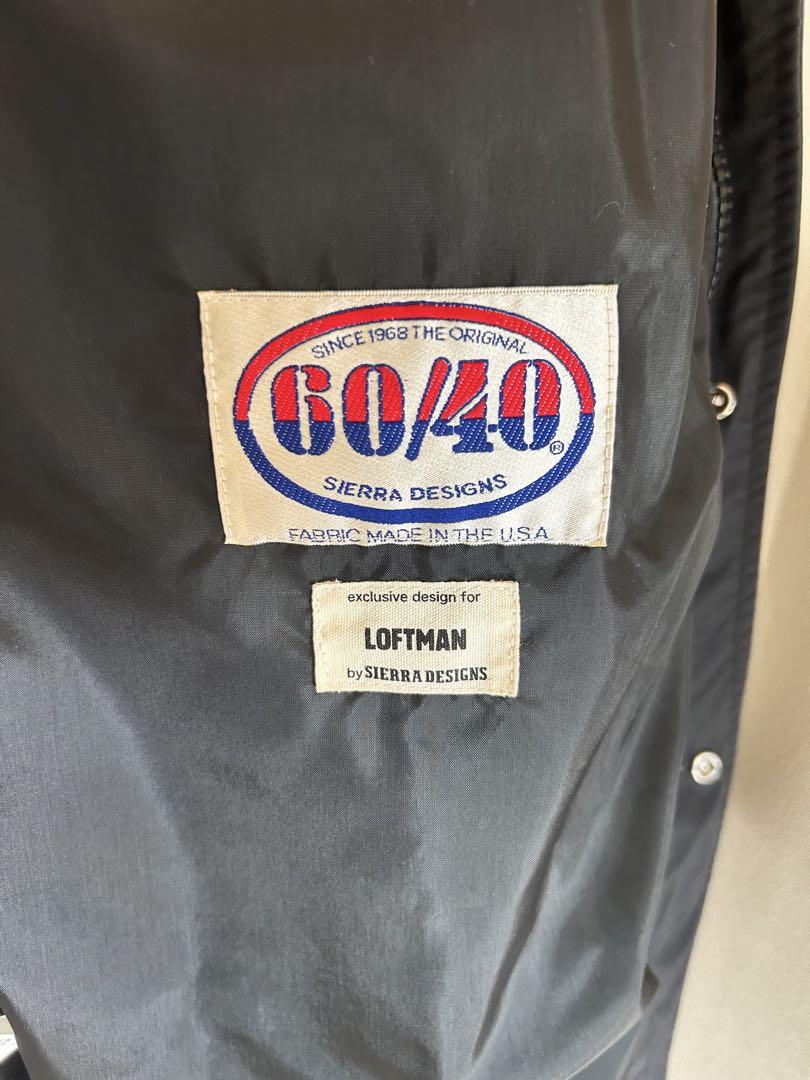 SINCE 1968 THE ORIGINAL
60/40®
SIERRA DESIGNS
FABRIC MADE IN THE U.S.A
exclusive design for
LOFTMAN
by SIERRA DESIGNS